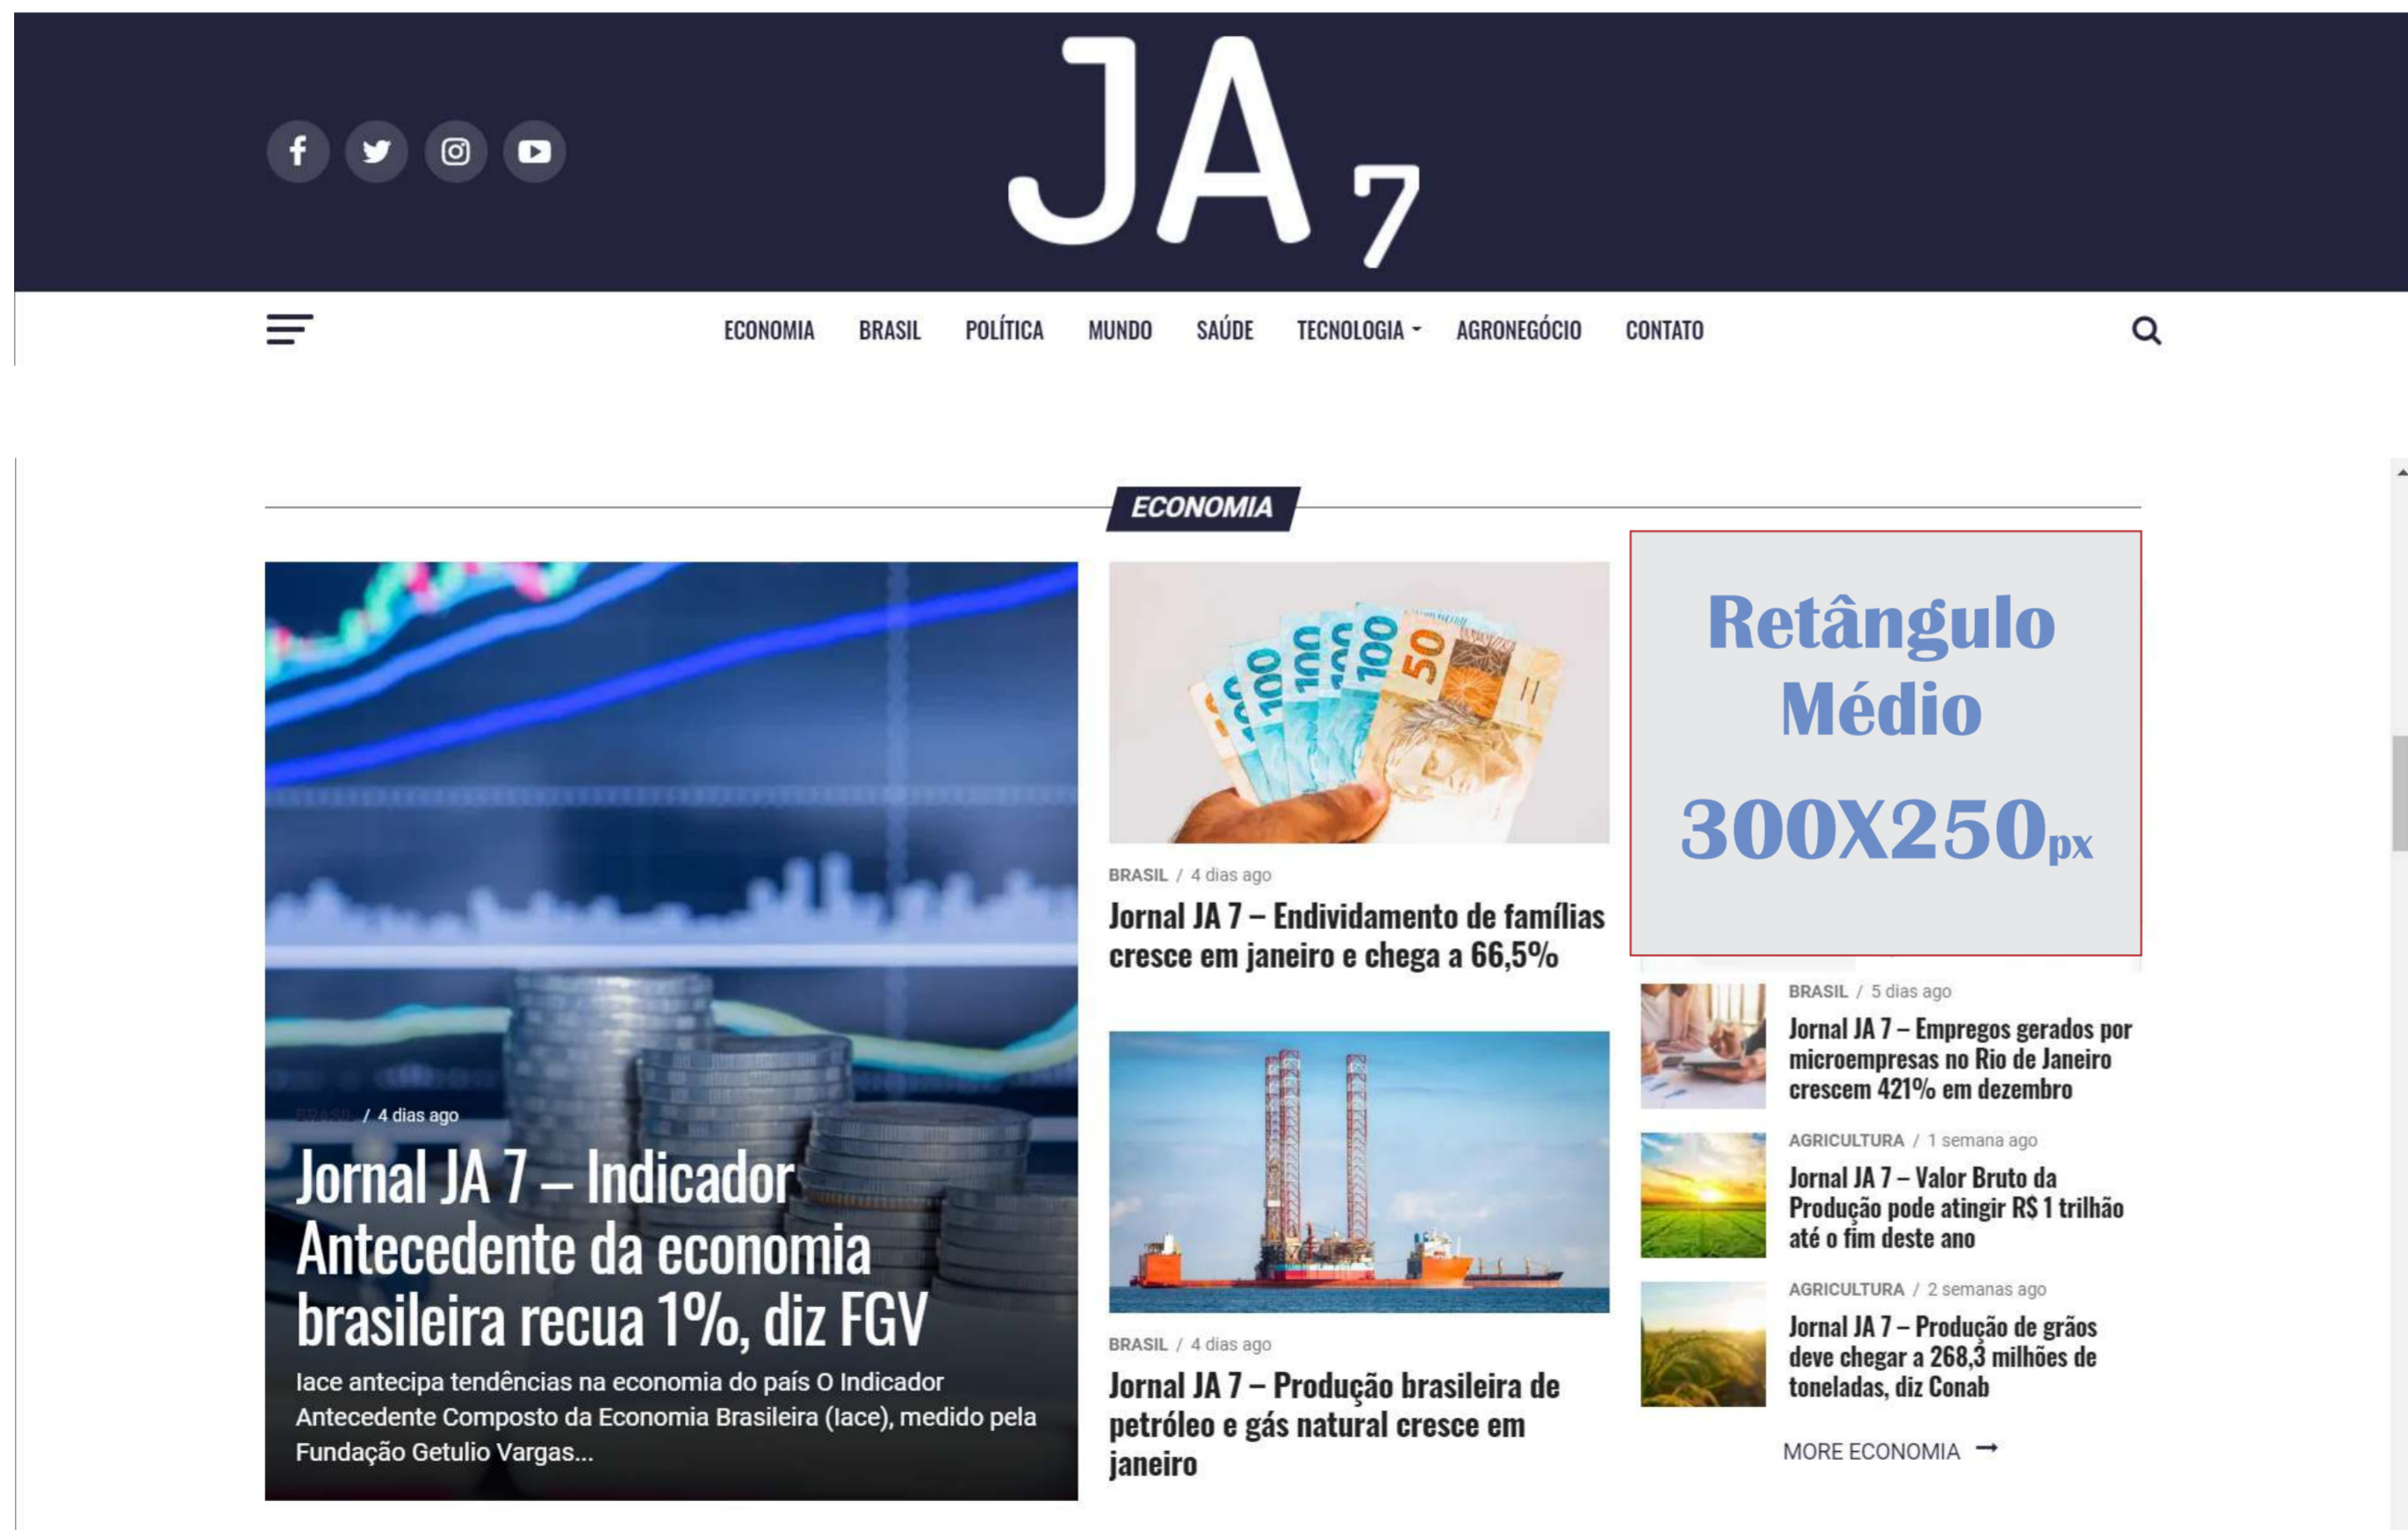 JA 7
ECONOMIA BRASIL POLÍTICA MUNDO SAÚDE TECNOLOGIA AGRONEGÓCIO CONTATO
ECONOMIA
BRASIL / 4 dias ago
Jornal JA 7 – Indicador
Antecedente da economia
brasileira recua 1%, diz FGV
Iace antecipa tendências na economia do país O Indicador
Antecedente Composto da Economia Brasileira (Iace), medido pela
Fundação Getulio Vargas...
100
100
100
100
50
BRASIL / 4 dias ago
Jornal JA 7 – Endividamento de famílias
cresce em janeiro e chega a 66,5%
BRASIL / 4 dias ago
Jornal JA 7 – Produção brasileira de
petróleo e gás natural cresce em
janeiro
Retângulo
Médio
300X250px
BRASIL / 5 dias ago
Jornal JA 7 – Empregos gerados por
microempresas no Rio de Janeiro
crescem 421% em dezembro
AGRICULTURA / 1 semana ago
Jornal JA 7 – Valor Bruto da
Produção pode atingir R$ 1 trilhão
até o fim deste ano
AGRICULTURA / 2 semanas ago
Jornal JA 7 – Produção de grãos
deve chegar a 268,3 milhões de
toneladas, diz Conab
MORE ECONOMIA →